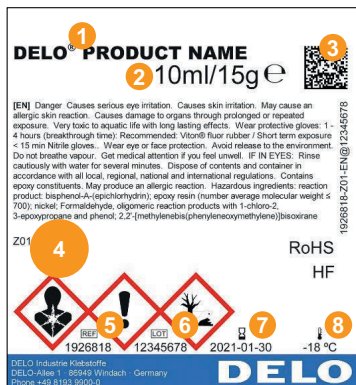 1
DELO® PRODUCT NAME
3
2
10ml/15g ℮
[EN] Danger Causes serious eye irritation. Causes skin irritation. May cause an
allergic skin reaction. Causes damage to organs through prolonged or repeated
exposure. Very toxic to aquatic life with long lasting effects. Wear protective gloves: 1 -
4 hours (breakthrough time): Recommended: Viton® fluor rubber / Short term exposure
< 15 min Nitrile gloves.. Wear eye or face protection. Avoid release to the environment.
Do not breathe vapour. Get medical attention if you feel unwell. IF IN EYES: Rinse
cautiously with water for several minutes. Dispose of contents and container in
accordance with all local, regional, national and international regulations. Contains
epoxy constituents. May produce an allergic reaction. Hazardous ingredients: reaction
product: bisphenol-A-(epichlorhydrin); epoxy resin (number average molecular weight ≤
700); nickel; Formaldehyde, oligomeric reaction products with 1-chloro-2,
3-epoxypropane and phenol; 2,2'-[methylenebis(phenyleneoxymethylene)]bisoxirane
1926818-Z01-EN@12345678
Z01
4
RoHS
HF
REF
5
LOT
6
7
8
1926818
12345678
2021-01-30
-18 °C
DELO Industrie Klebstoffe
DELO-Allee 1 · 86949 Windach · Germany
Phone +49 8193 9900-0
DELO